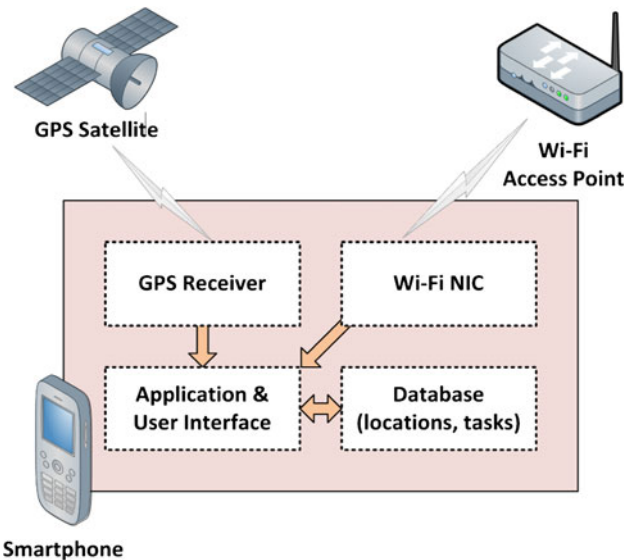 GPS Satellite
Wi-Fi
Access Point
GPS Receiver
Wi-Fi NIC
Application &
User Interface
Database
(locations, tasks)
Smartphone